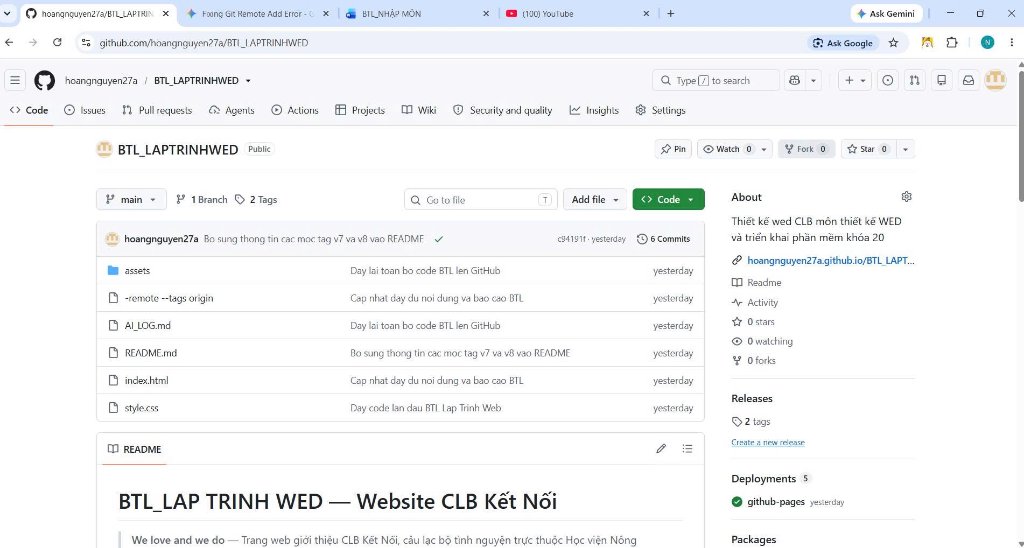 hoangnguyen27a/BTL_LAPTRIN
Fixing Git Remote Add Error - G
BTL_NHẬP MÔN
(100) YouTube
Ask Gemini
github.com/hoangnguyen27a/BTL_LAPTRINHWED
Ask Google
N
hoangnguyen27a / BTL_LAPTRINHWED
Type / to search
Code
Issues
Pull requests
Agents
Actions
Projects
Wiki
Security and quality
Insights
Settings
BTL_LAPTRINHWED Public
Pin
Watch 0
Fork 0
Star 0
main
1 Branch
2 Tags
Go to file T
Add file
Code
hoangnguyen27a Bo sung thong tin cac moc tag v7 va v8 vao README
c94191f · yesterday
6 Commits
assets Day lai toan bo code BTL len GitHub yesterday
-remote --tags origin Cap nhat day du noi dung va bao cao BTL yesterday
AI_LOG.md Day lai toan bo code BTL len GitHub yesterday
README.md Bo sung thong tin cac moc tag v7 va v8 vao README yesterday
index.html Cap nhat day du noi dung va bao cao BTL yesterday
style.css Day code lan dau BTL Lap Trinh Web yesterday
README
BTL_LAP TRINH WED — Website CLB Kết Nối
We love and we do — Trang web giới thiệu CLB Kết Nối, câu lạc bộ tình nguyện trực thuộc Học viện Nông
About
Thiết kế wed CLB môn thiết kế WED
và triển khai phần mềm khóa 20
hoangnguyen27a.github.io/BTL_LAPT...
Readme
Activity
0 stars
0 watching
0 forks
Releases
2 tags
Create a new release
Deployments 5
github-pages yesterday
Packages